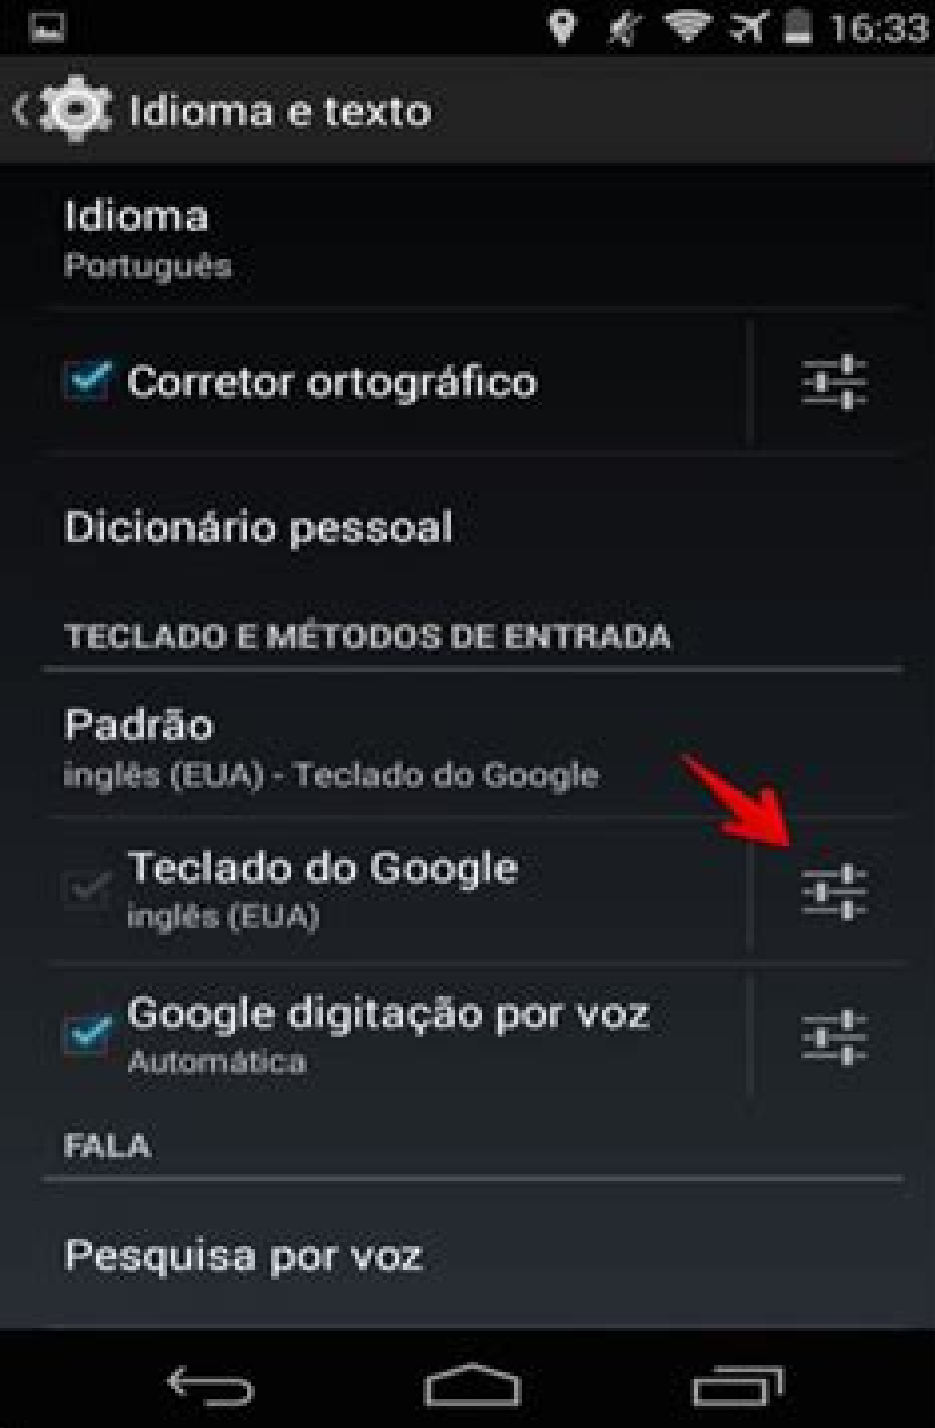 16:33
Idioma e texto
Idioma
Português
Corretor ortográfico
Dicionário pessoal
TECLADO E MÉTODOS DE ENTRADA
Padrão
inglês (EUA) - Teclado do Google
Teclado do Google
inglês (EUA)
Google digitação por voz
Automática
FALA
Pesquisa por voz